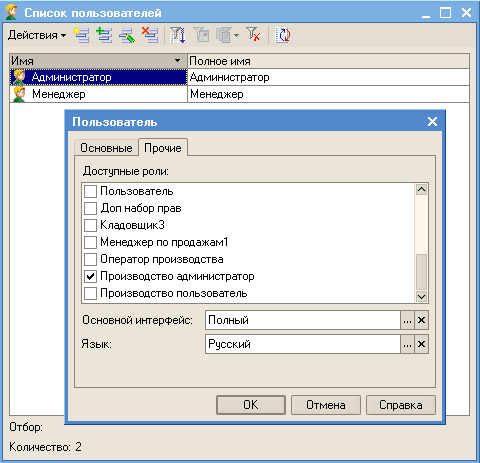 Список пользователей
Действия
Имя Полное имя
Администратор Администратор
Менеджер Менеджер
Пользователь
Основные Прочие
Доступные роли:
Пользователь
Доп набор прав
Кладовщик3
Менеджер по продажам1
Оператор производства
Производство администратор
Производство пользователь
Основной интерфейс: Полный ...
Язык: Русский ...
OK Отмена Справка
Отбор:
Количество: 2